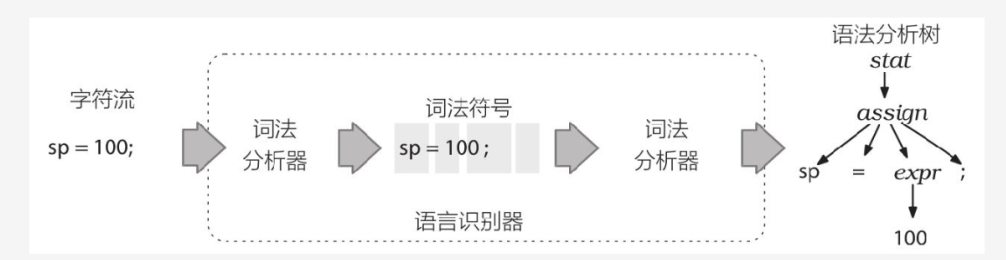 字符流
sp = 100;
词法
分析器
词法符号
sp = 100 ;
词法
分析器
语言识别器
语法分析树
stat
assign
sp = expr ;
100